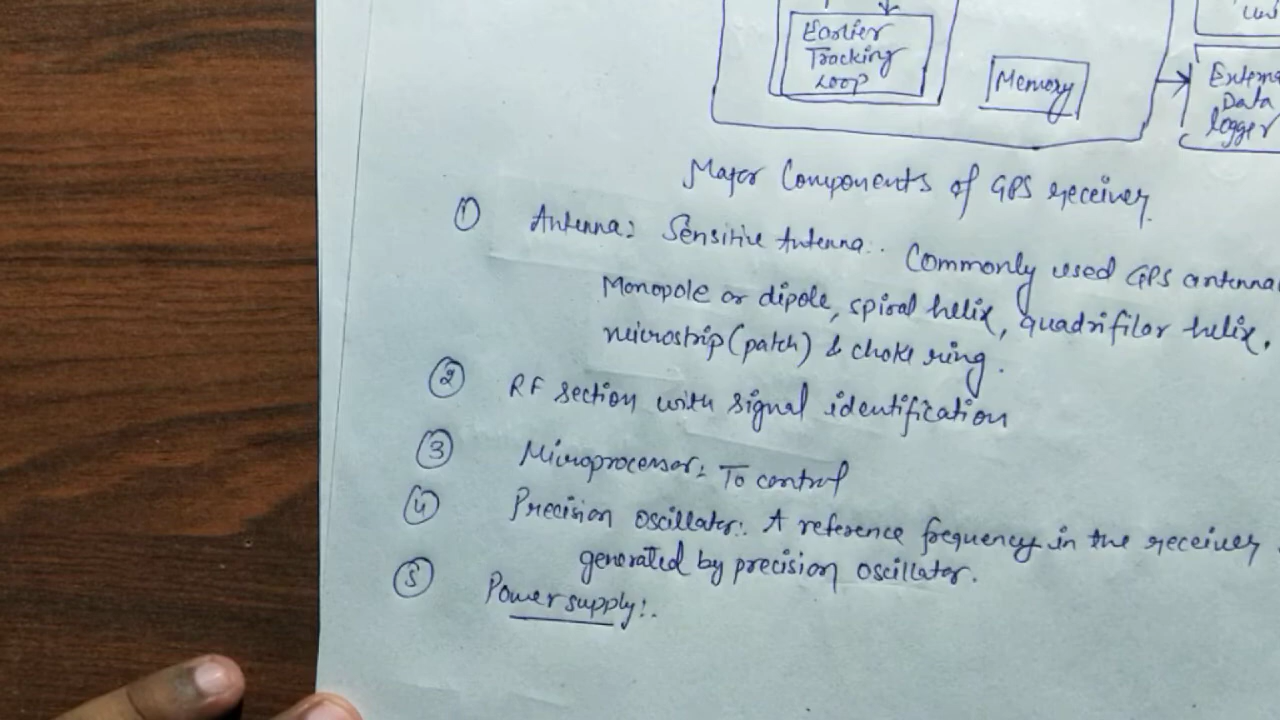 Earlier
Tracking
Loop
Memory
External
Data
logger
Major Components of GPS receiver
① Antenna: Sensitive Antenna:. Commonly used GPS antenna
Monopole or dipole, spiral helix, quadrifilar helix.
microstrip (patch) & choke ring.
② RF section with signal identification
③ Microprocessor: To control
④ Precision oscillator:. A reference frequency in the receiver
generated by precision oscillator.
⑤ Power supply:.